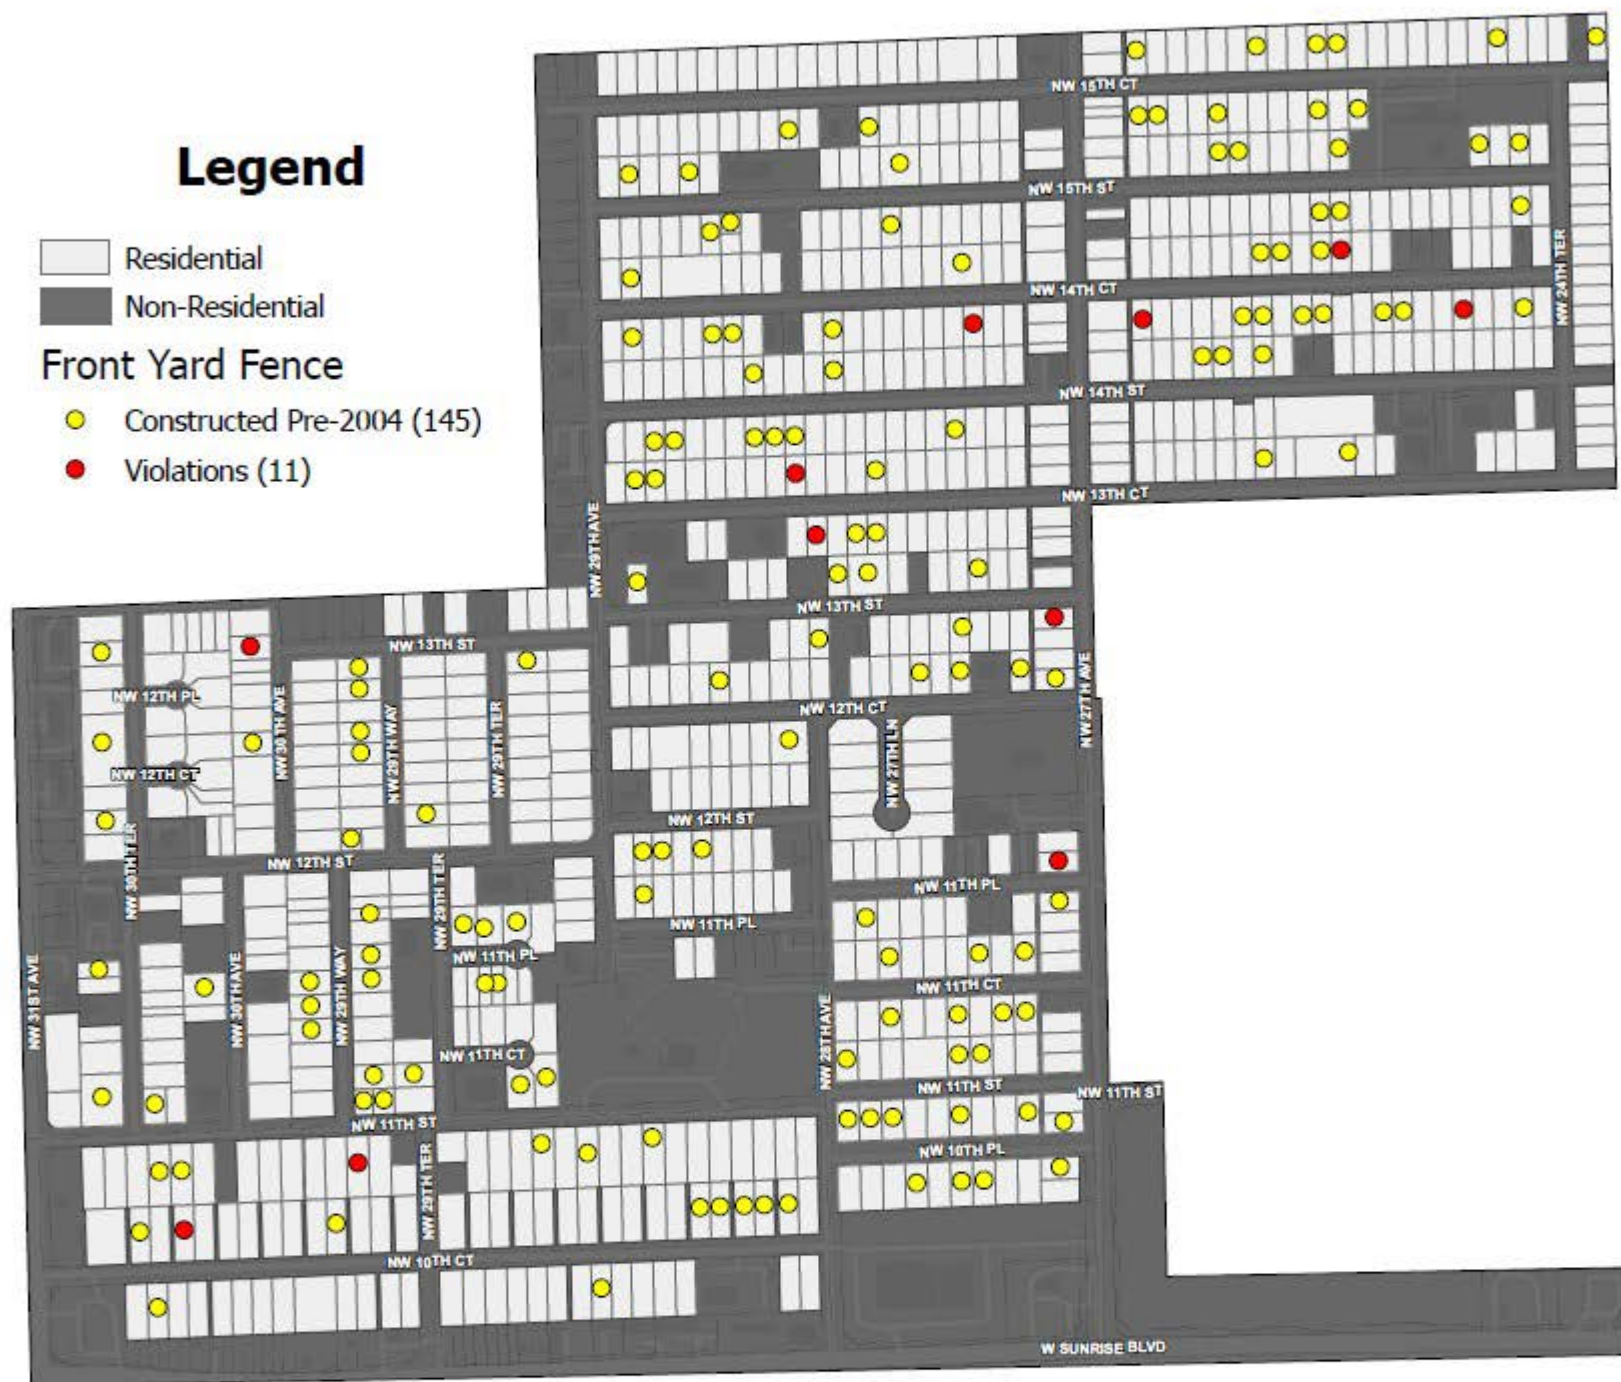 Legend
Residential
Non-Residential
Front Yard Fence
Constructed Pre-2004 (145)
Violations (11)
NW 15TH CT
NW 15TH ST
NW 14TH CT
NW 24TH TER
NW 14TH ST
NW 13TH CT
NW 29TH AVE
NW 13TH ST
NW 13TH ST
NW 12TH PL
NW 30TH AVE
NW 29TH WAY
NW 29TH TER
NW 12TH CT
NW 27TH AVE
NW 27TH LN
NW 12TH CT
NW 12TH ST
NW 30TH TER
NW 12TH ST
NW 29TH TER
NW 11TH PL
NW 11TH PL
NW 11TH PL
NW 31ST AVE
NW 30TH AVE
NW 29TH WAY
NW 11TH CT
NW 28TH AVE
NW 11TH CT
NW 11TH ST
NW 11TH ST
NW 11TH ST
NW 10TH PL
NW 29TH TER
NW 10TH CT
W SUNRISE BLVD